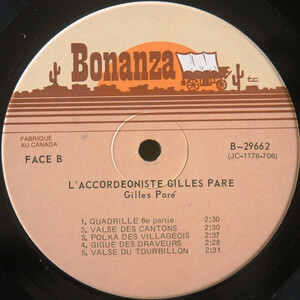 Bonanza
tc
FABRIQUÉ
AU CANADA
FACE B
B-29662
(JC-1176-706)
L'ACCORDEONISTE GILLES PARE
Gilles Paré
1. QUADRILLE 6e partie 2:30
2. VALSE DES CANTONS 2:30
3. POLKA DES VILLAGEOIS 2:37
4. GIGUE DES DRAVEURS 2:28
5. VALSE DU TOURBILLON 2:31